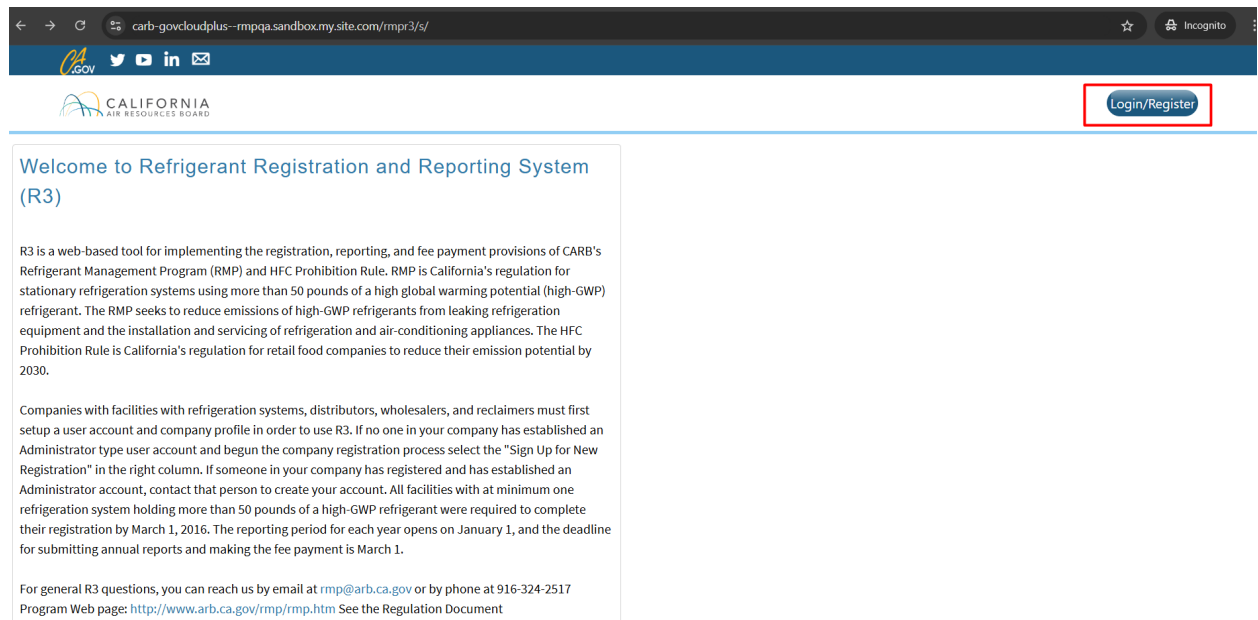 carb-govcloudplus--rmpqa.sandbox.my.site.com/rmpr3/s/
Incognito
CA
.GOV
in
CALIFORNIA
AIR RESOURCES BOARD
Login/Register
Welcome to Refrigerant Registration and Reporting System
(R3)
R3 is a web-based tool for implementing the registration, reporting, and fee payment provisions of CARB's
Refrigerant Management Program (RMP) and HFC Prohibition Rule. RMP is California's regulation for
stationary refrigeration systems using more than 50 pounds of a high global warming potential (high-GWP)
refrigerant. The RMP seeks to reduce emissions of high-GWP refrigerants from leaking refrigeration
equipment and the installation and servicing of refrigeration and air-conditioning appliances. The HFC
Prohibition Rule is California's regulation for retail food companies to reduce their emission potential by
2030.
Companies with facilities with refrigeration systems, distributors, wholesalers, and reclaimers must first
setup a user account and company profile in order to use R3. If no one in your company has established an
Administrator type user account and begun the company registration process select the "Sign Up for New
Registration" in the right column. If someone in your company has registered and has established an
Administrator account, contact that person to create your account. All facilities with at minimum one
refrigeration system holding more than 50 pounds of a high-GWP refrigerant were required to complete
their registration by March 1, 2016. The reporting period for each year opens on January 1, and the deadline
for submitting annual reports and making the fee payment is March 1.
For general R3 questions, you can reach us by email at rmp@arb.ca.gov or by phone at 916-324-2517
Program Web page: http://www.arb.ca.gov/rmp/rmp.htm See the Regulation Document